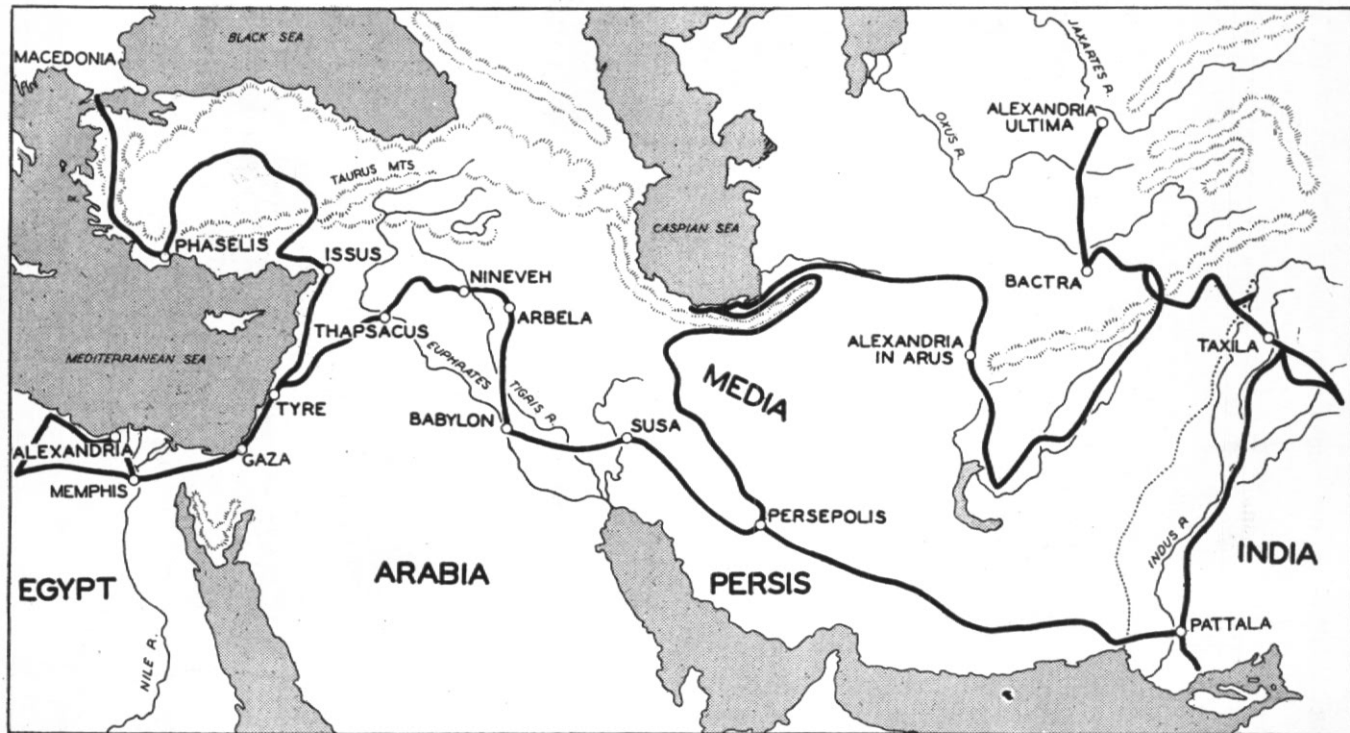 BLACK SEA
MACEDONIA
JAXARTES R.
ALEXANDRIA
ULTIMA
OXUS R.
TAURUS MTS
CASPIAN SEA
PHASELIS
ISSUS
NINEVEH
BACTRA
THAPSACUS
ARBELA
TAXILA
MEDITERRANEAN SEA
ALEXANDRIA
IN ARUS
EUPHRATES
TIGRIS R.
MEDIA
TYRE
BABYLON
SUSA
ALEXANDRIA
GAZA
MEMPHIS
PERSEPOLIS
INDUS R
INDIA
EGYPT
ARABIA
PERSIS
PATTALA
NILE R.